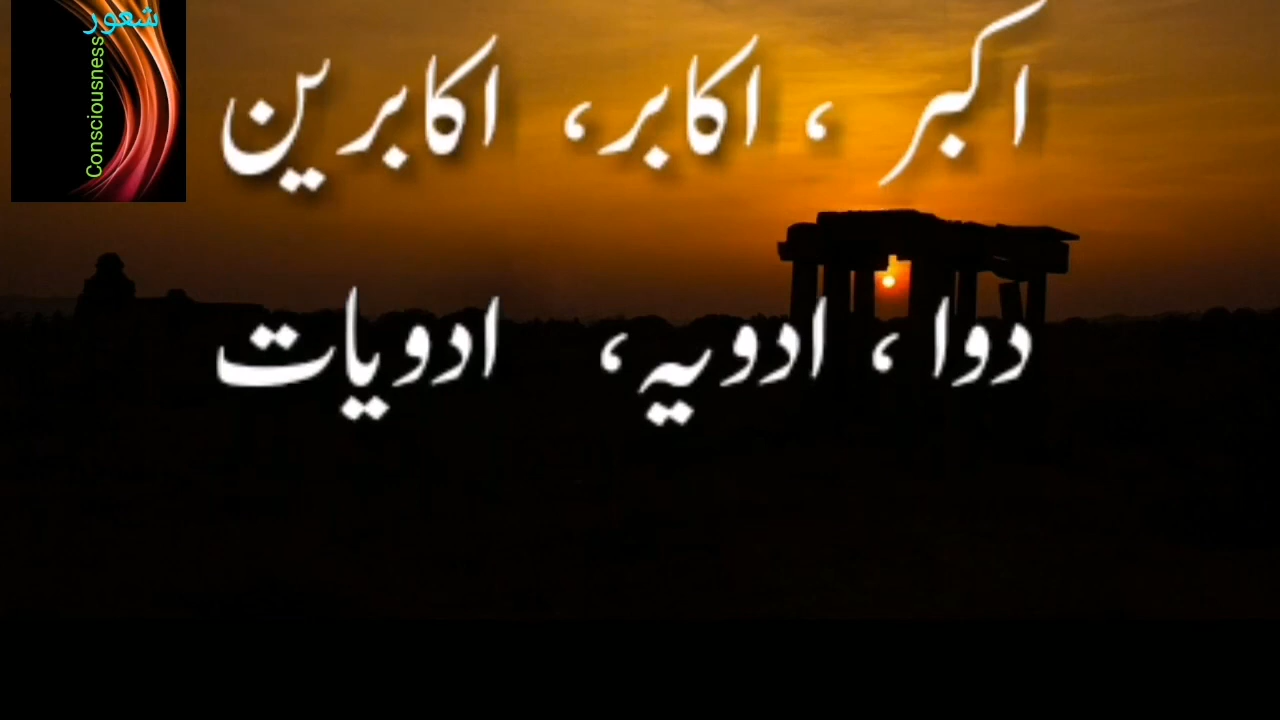 شعور
Consciousness
اکبر ، اکابر، اکابرین
دوا ، ادویہ، ادویات